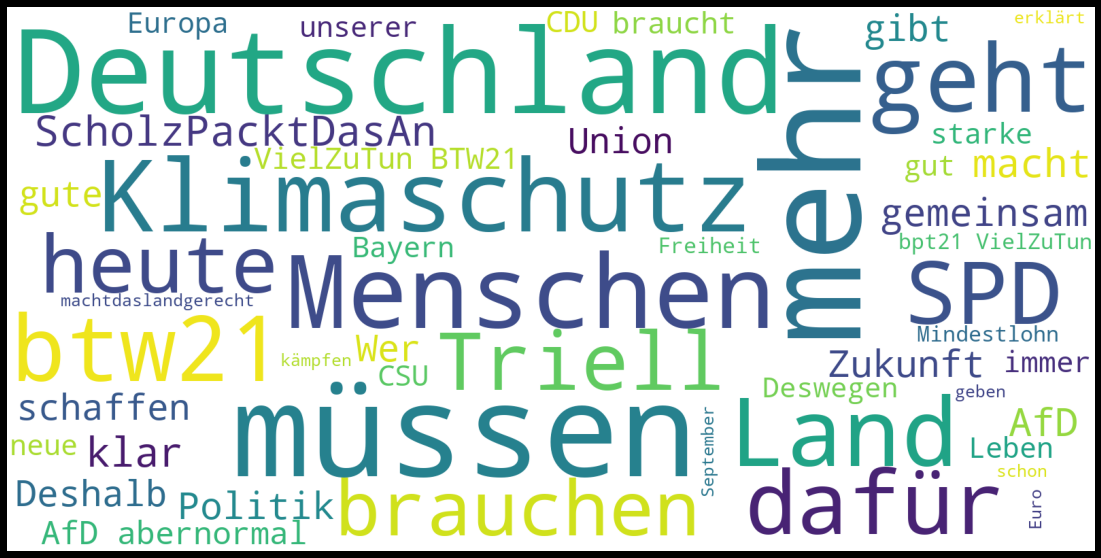 Europa unserer CDU braucht gibt erklärt
Deutschland mehr geht
ScholzPacktDasAn Union starke
VielZuTun BTW21 gut macht
gute Klimaschutz gemeinsam
heute Bayern Freiheit bpt21 VielZuTun
Menschen SPD
machtdaslandgerecht
btw21 kämpfen Wer Triell Mindestlohn
CSU Zukunft immer
schaffen müssen Deswegen geben
neue klar September Land AfD
Leben
schon
Deshalb Politik brauchen dafür Euro
AfD abernormal